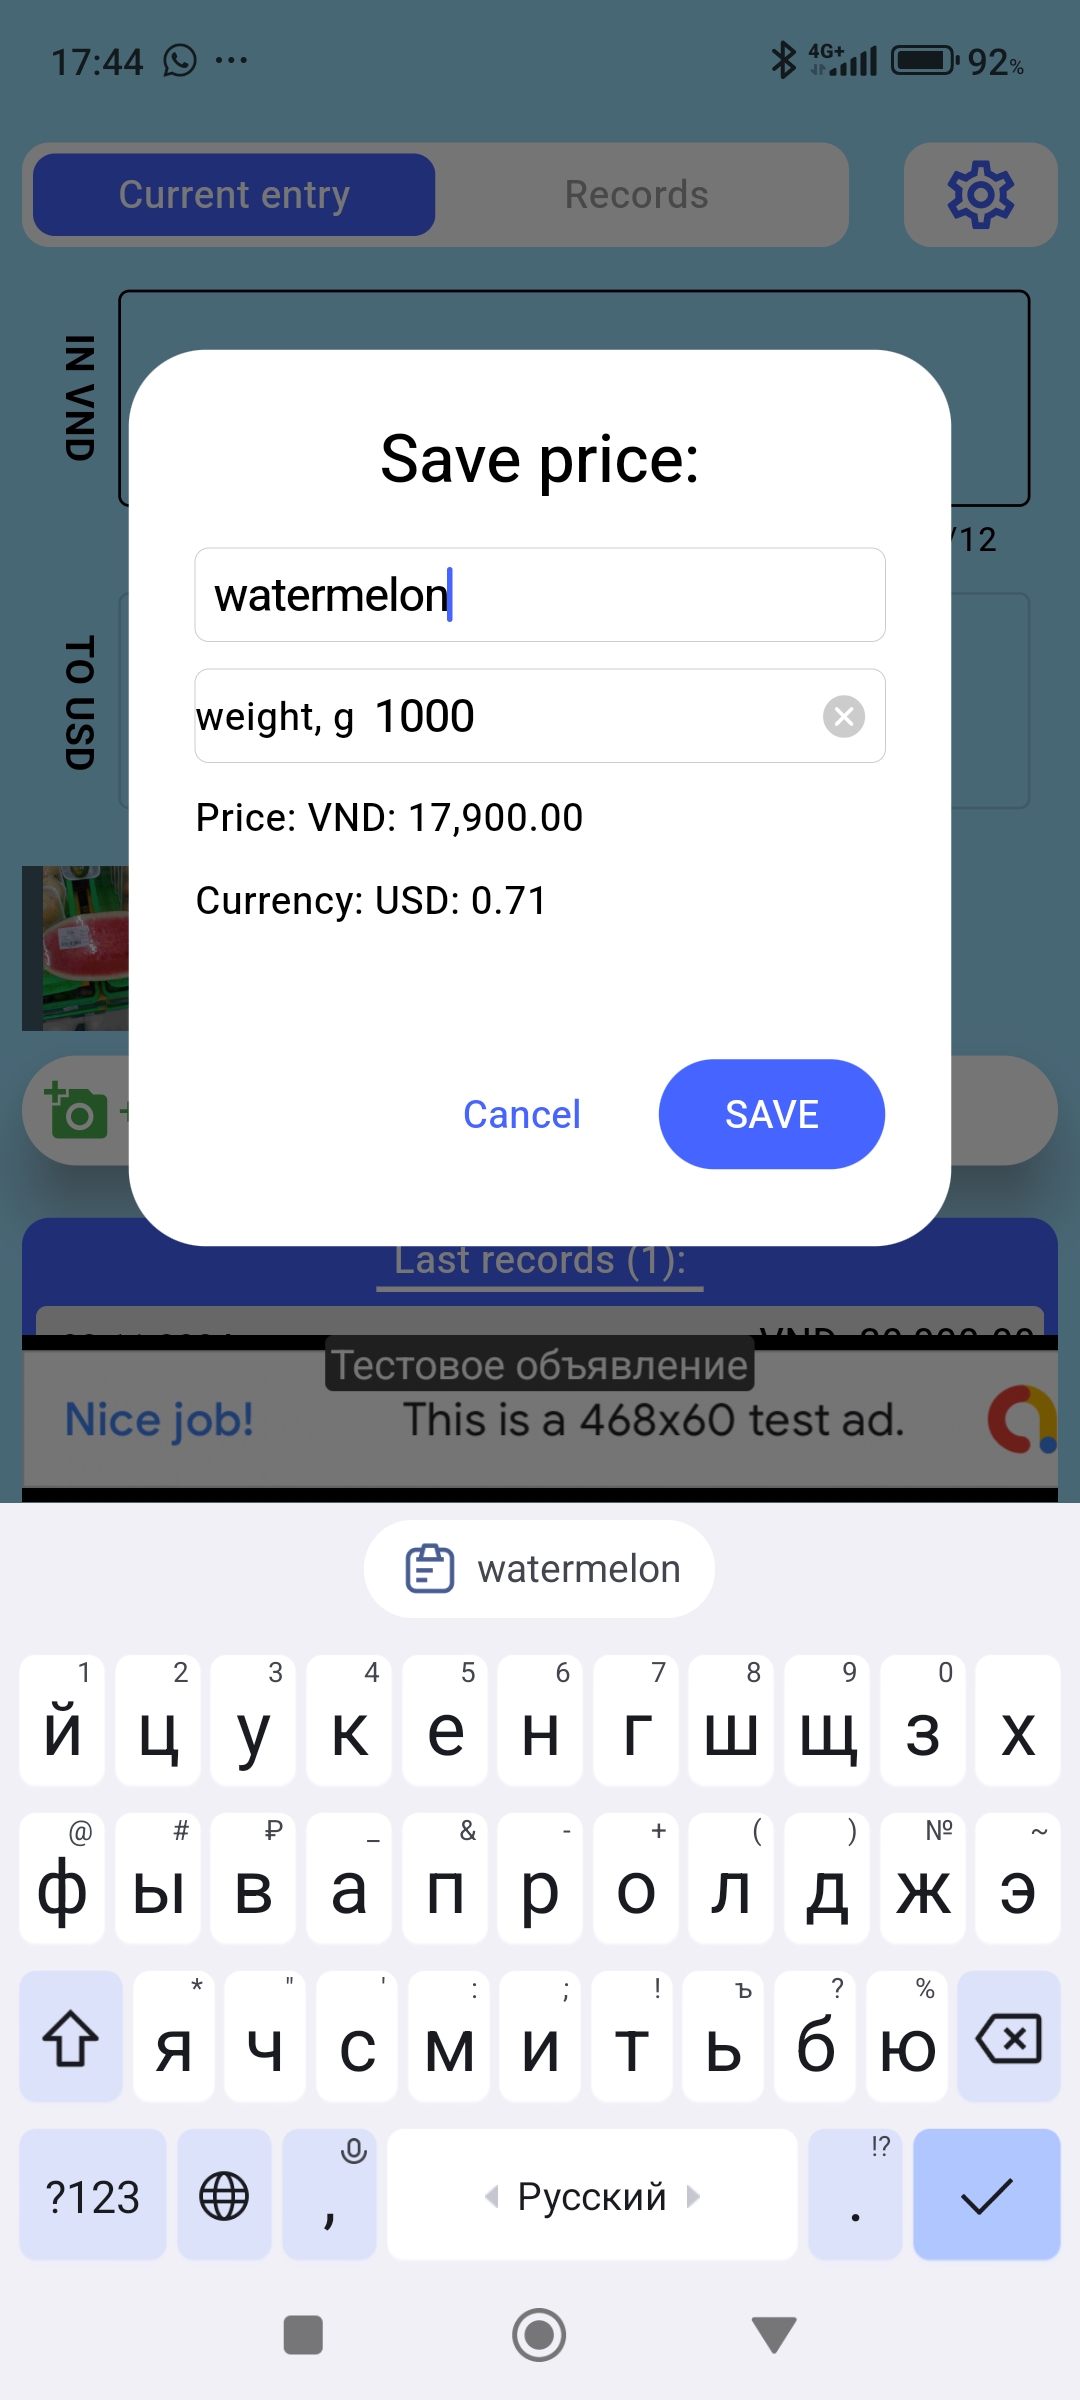 17:44
4G+
92%
Current entry
Records
IN VND
Save price:
/12
watermelon
weight, g 1000
TO USD
Price: VND: 17,900.00
Currency: USD: 0.71
+
Cancel
SAVE
Last records (1):
Тестовое объявление
Nice job!
This is a 468x60 test ad.
watermelon
1 2 3 4 5 6 7 8 9 0
й ц у к е н г ш щ з х
@ # ₽ _ & - + ( ) № ~
ф ы в а п р о л д ж э
* " ' : ; ! ъ ? %
я ч с м и т ь б ю
!?
?123 , Русский .